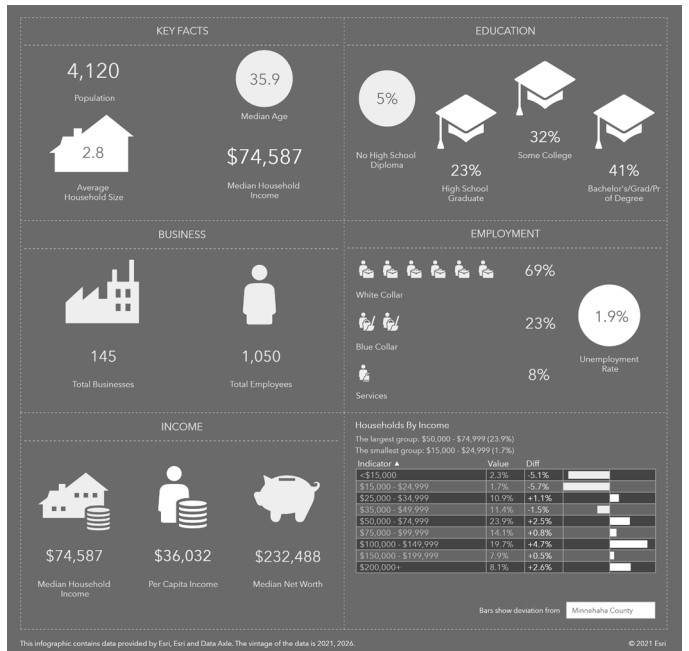 KEY FACTS
4,120
Population
35.9
Median Age
2.8
Average
Household Size
$74,587
Median Household
Income
EDUCATION
5%
No High School
Diploma
23%
High School
Graduate
32%
Some College
41%
Bachelor's/Grad/Pr
of Degree
BUSINESS
145
Total Businesses
1,050
Total Employees
EMPLOYMENT
69%
White Collar
23%
Blue Collar
8%
Services
1.9%
Unemployment
Rate
INCOME
$74,587
Median Household
Income
$36,032
Per Capita Income
$232,488
Median Net Worth
Households By Income
The largest group: $50,000 - $74,999 (23.9%)
The smallest group: $15,000 - $24,999 (1.7%)
Indicator ▲ Value Diff
<$15,000 2.3% -5.1%
$15,000 - $24,999 1.7% -5.7%
$25,000 - $34,999 10.9% +1.1%
$35,000 - $49,999 11.4% -1.5%
$50,000 - $74,999 23.9% +2.5%
$75,000 - $99,999 14.1% +0.8%
$100,000 - $149,999 19.7% +4.7%
$150,000 - $199,999 7.9% +0.5%
$200,000+ 8.1% +2.6%
Bars show deviation from Minnehaha County
This infographic contains data provided by Esri, Esri and Data Axle. The vintage of the data is 2021, 2026.
© 2021 Esri